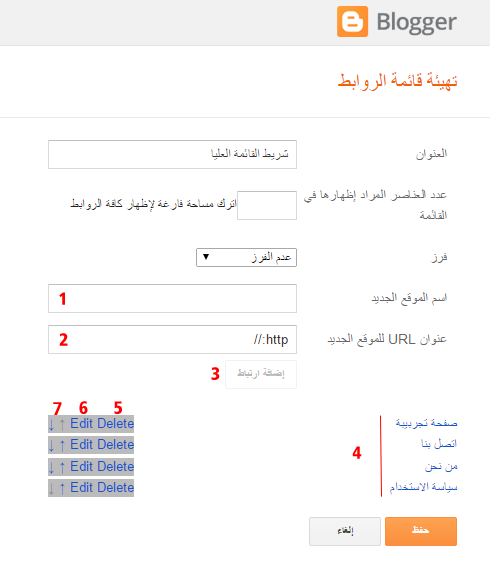 Blogger
تهيئة قائمة الروابط
العنوان
شريط القائمة العليا
عدد العناصر المراد إظهارها في
القائمة
اترك مساحة فارغة لإظهار كافة الروابط
فرز
عدم الفرز ▼
اسم الموقع الجديد
1
عنوان URL للموقع الجديد
http://
2
إضافة ارتباط
3
7 6 5
صفحة تجريبية
↓ ↑ Edit Delete
اتصل بنا
↓ ↑ Edit Delete
من نحن
↓ ↑ Edit Delete
سياسة الاستخدام
↓ ↑ Edit Delete
4
حفظ
إلغاء